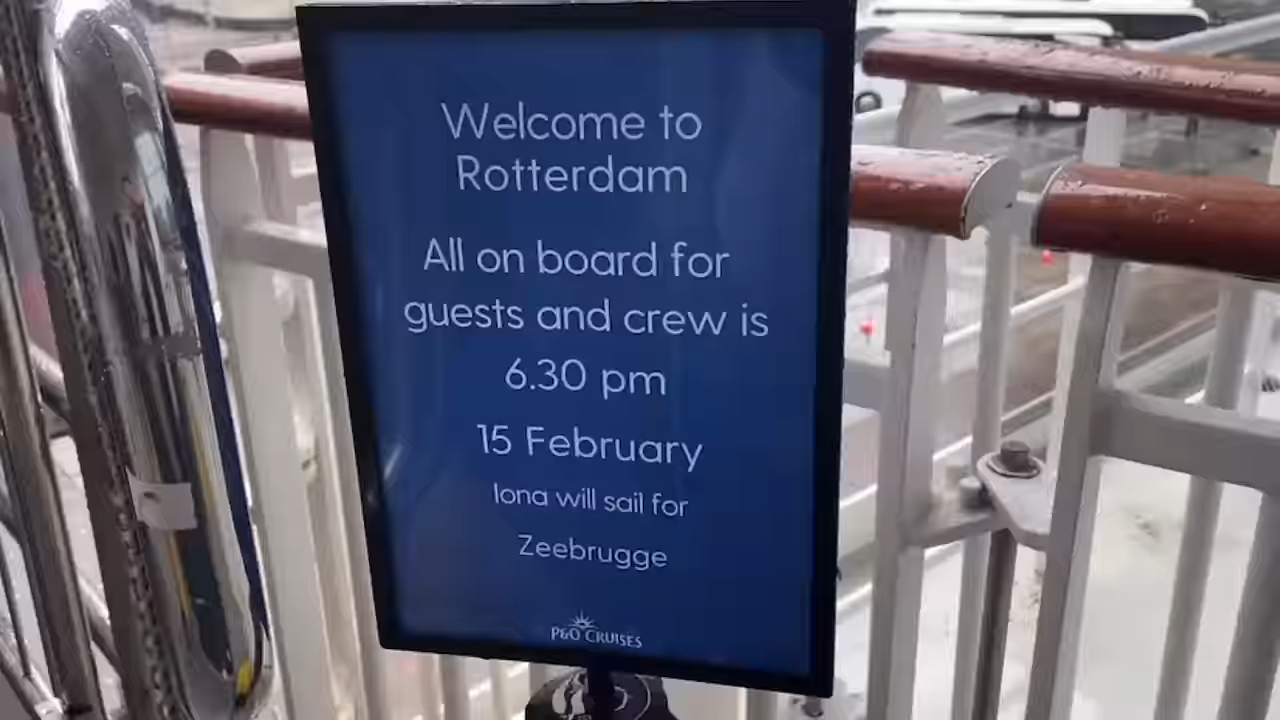 Welcome to
Rotterdam
All on board for
guests and crew is
6.30 pm
15 February
Iona will sail for
Zeebrugge
P&O CRUISES